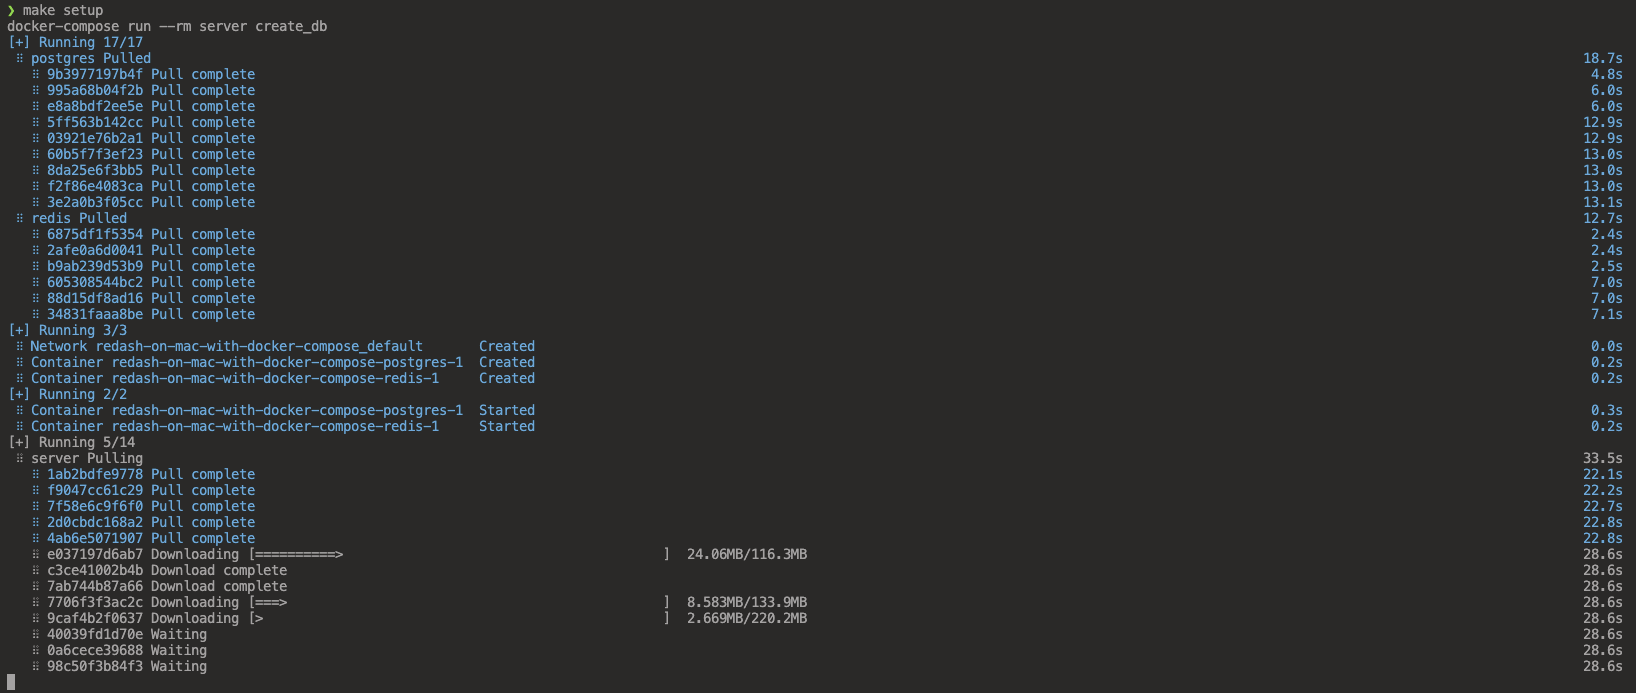 ❯ make setup
docker-compose run --rm server create_db
[+] Running 17/17
⠿ postgres Pulled 18.7s
⠿ 9b3977197b4f Pull complete 4.8s
⠿ 995a68b04f2b Pull complete 6.0s
⠿ e8a8bdf2ee5e Pull complete 6.0s
⠿ 5ff563b142cc Pull complete 12.9s
⠿ 03921e76b2a1 Pull complete 12.9s
⠿ 60b5f7f3ef23 Pull complete 13.0s
⠿ 8da25e6f3bb5 Pull complete 13.0s
⠿ f2f86e4083ca Pull complete 13.0s
⠿ 3e2a0b3f05cc Pull complete 13.1s
⠿ redis Pulled 12.7s
⠿ 6875df1f5354 Pull complete 2.4s
⠿ 2afe0a6d0041 Pull complete 2.4s
⠿ b9ab239d53b9 Pull complete 2.5s
⠿ 605308544bc2 Pull complete 7.0s
⠿ 88d15df8ad16 Pull complete 7.0s
⠿ 34831faaa8be Pull complete 7.1s
[+] Running 3/3
⠿ Network redash-on-mac-with-docker-compose_default Created 0.0s
⠿ Container redash-on-mac-with-docker-compose-postgres-1 Created 0.2s
⠿ Container redash-on-mac-with-docker-compose-redis-1 Created 0.2s
[+] Running 2/2
⠿ Container redash-on-mac-with-docker-compose-postgres-1 Started 0.3s
⠿ Container redash-on-mac-with-docker-compose-redis-1 Started 0.2s
[+] Running 5/14
⠿ server Pulling 33.5s
⠿ 1ab2bdfe9778 Pull complete 22.1s
⠿ f9047cc61c29 Pull complete 22.2s
⠿ 7f58e6c9f6f0 Pull complete 22.7s
⠿ 2d0cbdc168a2 Pull complete 22.8s
⠿ 4ab6e5071907 Pull complete 22.8s
⠿ e037197d6ab7 Downloading [==========> ] 24.06MB/116.3MB 28.6s
⠿ c3ce41002b4b Download complete 28.6s
⠿ 7ab744b87a66 Download complete 28.6s
⠿ 7706f3f3ac2c Downloading [===> ] 8.583MB/133.9MB 28.6s
⠿ 9caf4b2f0637 Downloading [> ] 2.669MB/220.2MB 28.6s
⠿ 40039fd1d70e Waiting 28.6s
⠿ 0a6cece39688 Waiting 28.6s
⠿ 98c50f3b84f3 Waiting 28.6s